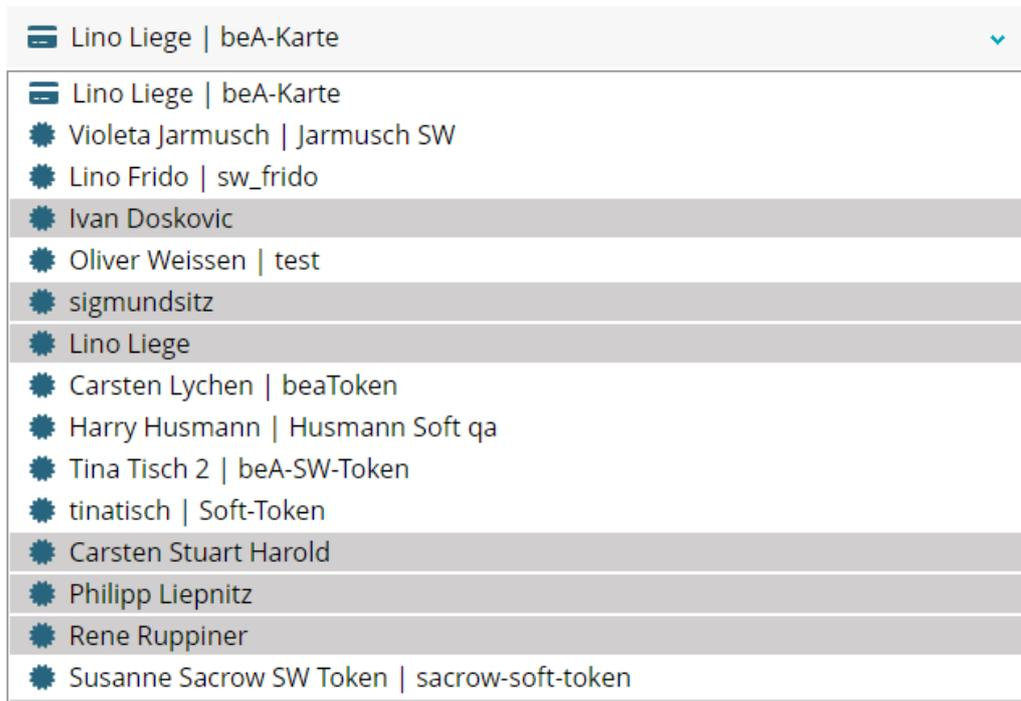 Lino Liege | beA-Karte
Lino Liege | beA-Karte
Violeta Jarmusch | Jarmusch SW
Lino Frido | sw_frido
Ivan Doskovic
Oliver Weissen | test
sigmundsitz
Lino Liege
Carsten Lychen | beaToken
Harry Husmann | Husmann Soft qa
Tina Tisch 2 | beA-SW-Token
tinatisch | Soft-Token
Carsten Stuart Harold
Philipp Liepnitz
Rene Ruppiner
Susanne Sacrow SW Token | sacrow-soft-token